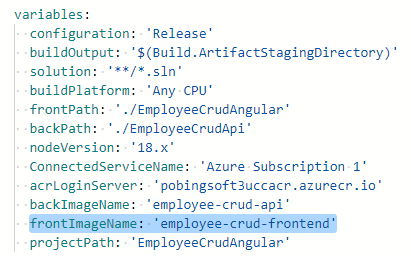 variables:
  configuration: 'Release'
  buildOutput: '$(Build.ArtifactStagingDirectory)'
  solution: '**/*.sln'
  buildPlatform: 'Any CPU'
  frontPath: './EmployeeCrudAngular'
  backPath: './EmployeeCrudApi'
  nodeVersion: '18.x'
  ConnectedServiceName: 'Azure Subscription 1'
  acrLoginServer: 'pobingsoft3uccacr.azurecr.io'
  backImageName: 'employee-crud-api'
  frontImageName: 'employee-crud-frontend'
  projectPath: 'EmployeeCrudAngular'